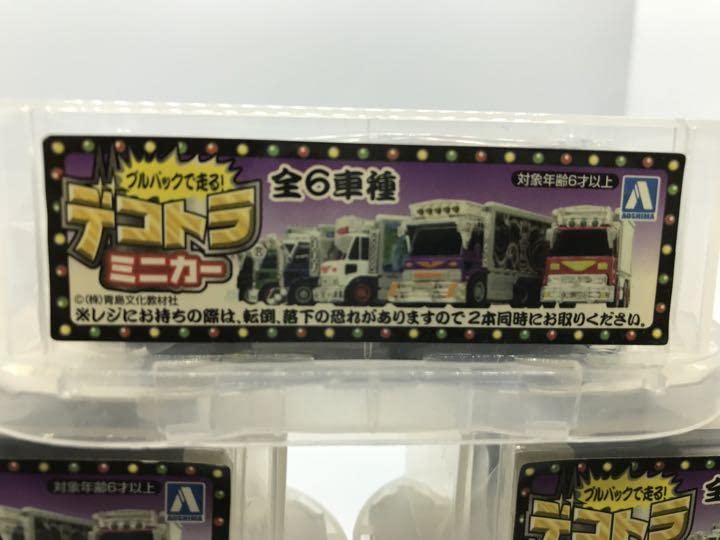 プルバックで走る!
デコトラ
ミニカー
全6車種
対象年齢6才以上
AOSHIMA
©(株)青島文化教材社
※レジにお持ちの際は、転倒、落下の恐れがありますので2本同時にお取りください。
対象年齢6才以上
AOSHIMA
プルバックで走る!
デコトラ
全